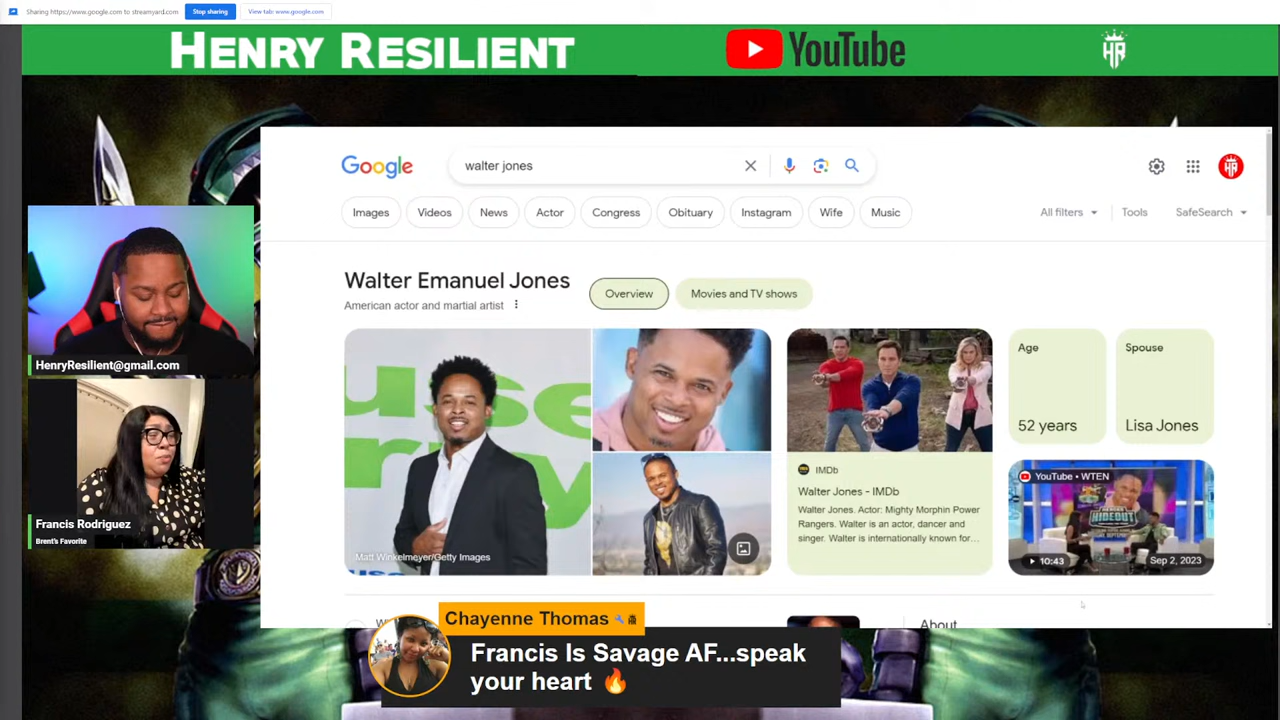 Sharing https://www.google.com to streamyard.com
Stop sharing
View tab: www.google.com
HENRY RESILIENT
YouTube
HR
Google
walter jones
HR
Images
Videos
News
Actor
Congress
Obituary
Instagram
Wife
Music
All filters
Tools
SafeSearch
Walter Emanuel Jones
American actor and martial artist
Overview
Movies and TV shows
use
Matt Winkelmeyer/Getty Images
IMDb
Walter Jones - IMDb
Walter Jones. Actor: Mighty Morphin Power
Rangers. Walter is an actor, dancer and
singer. Walter is internationally known for...
Age
52 years
Spouse
Lisa Jones
YouTube • WTEN
HIDEOUT
10:43
Sep 2, 2023
About
HenryResilient@gmail.com
Francis Rodriguez
Brent's Favorite
Chayenne Thomas
Francis Is Savage AF...speak
your heart 🔥